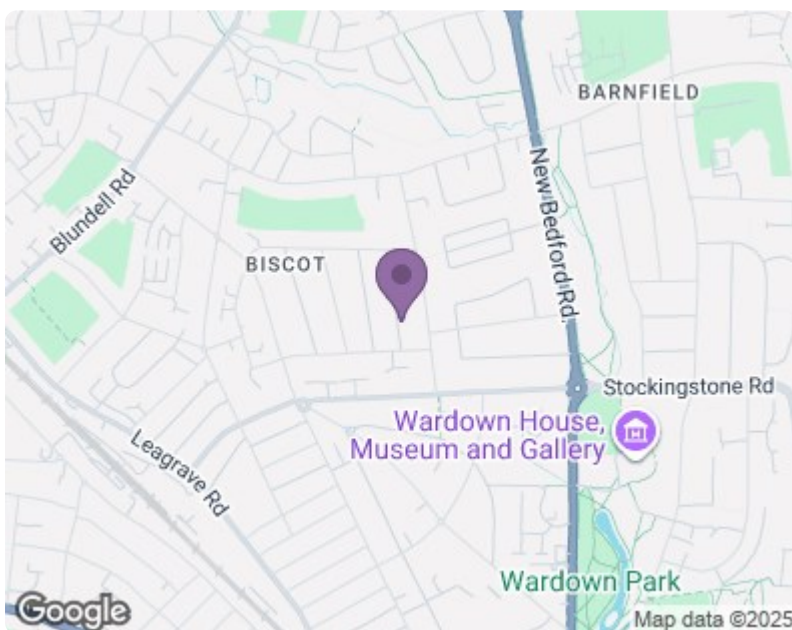 BARNFIELD
New Bedford Rd.
Blundell Rd
BISCOT
Stockingstone Rd
Wardown House,
Museum and Gallery
Leagrave Rd
Wardown Park
Google
Map data ©2025